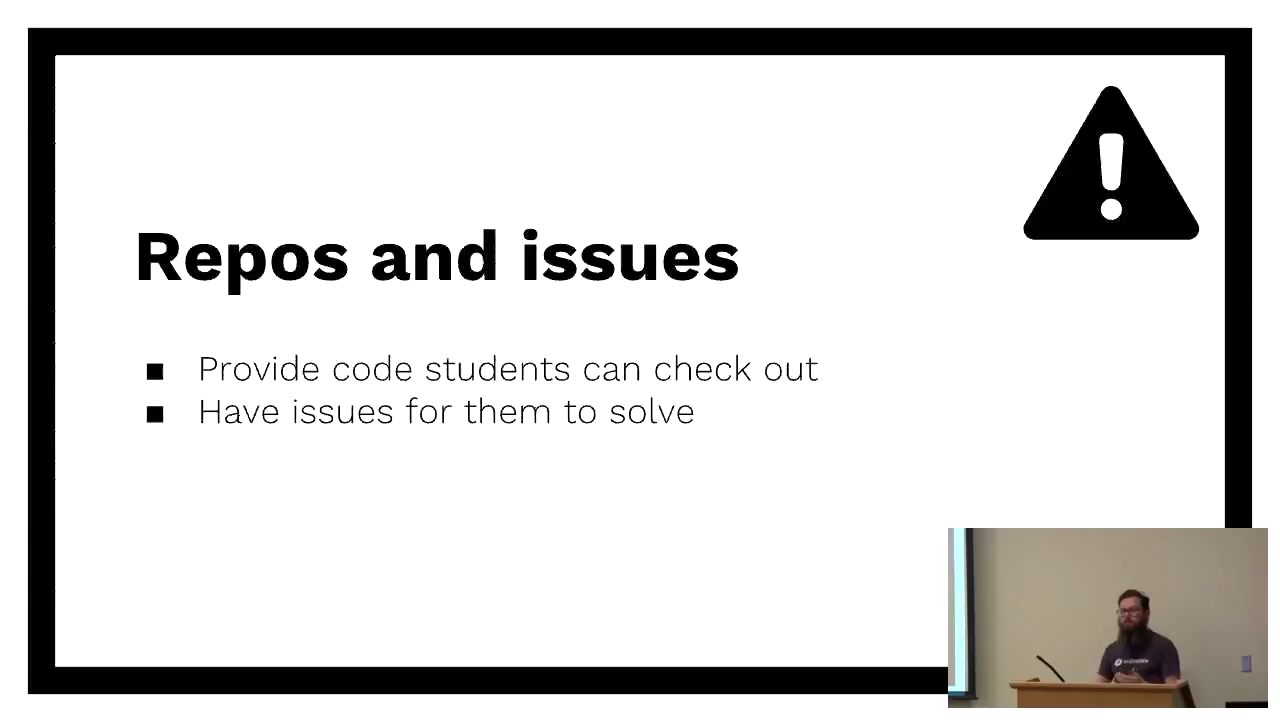 Repos and issues
■ Provide code students can check out
■ Have issues for them to solve